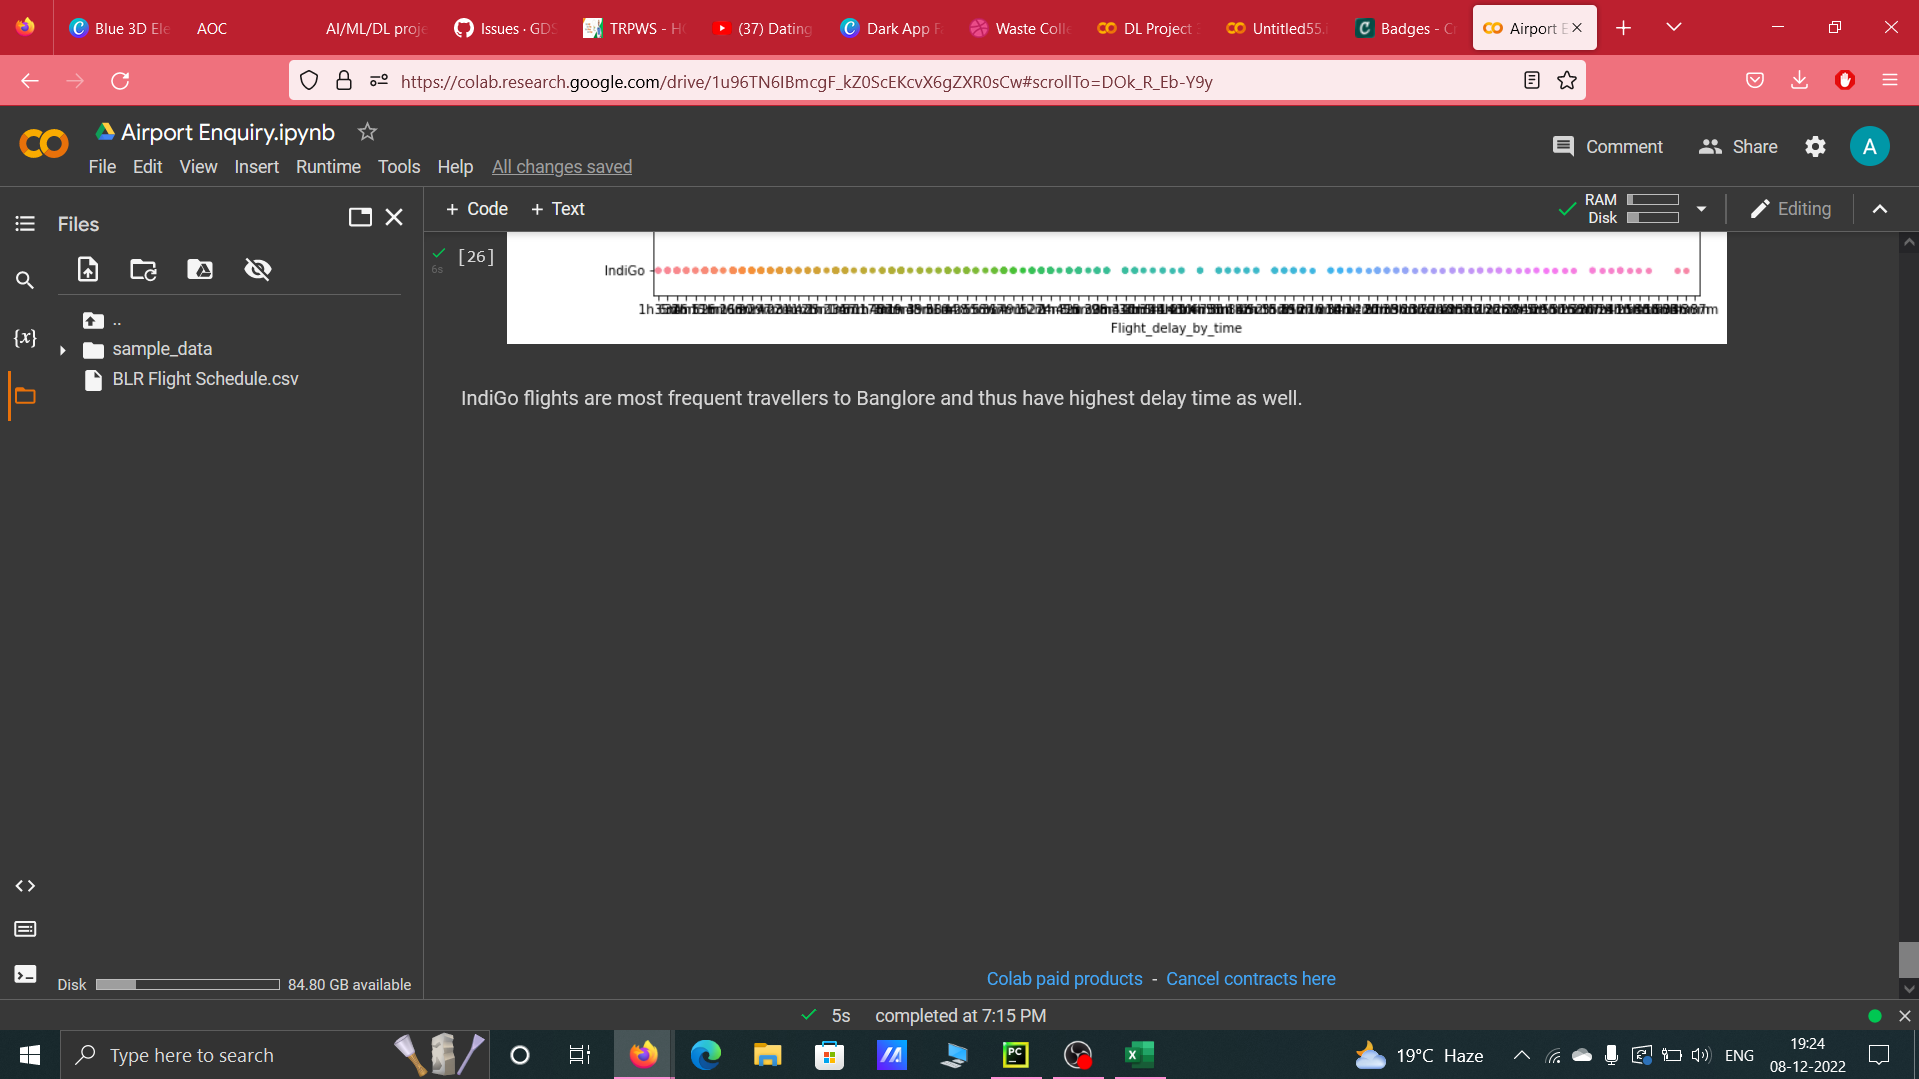 Blue 3D Ele
AOC
AI/ML/DL proje
Issues · GDS
TRPWS - H
(37) Dating
Dark App F
Waste Colle
DL Project
Untitled55.i
Badges - C
Airport E
https://colab.research.google.com/drive/1u96TN6IBmcgF_kZ0ScEKcvX6gZXR0sCw#scrollTo=DOk_R_Eb-Y9y
Airport Enquiry.ipynb
File Edit View Insert Runtime Tools Help All changes saved
Comment Share A
Files
+ Code + Text
RAM
Disk
Editing
{x}
..
sample_data
BLR Flight Schedule.csv
[26]
6s
IndiGo
Flight_delay_by_time
IndiGo flights are most frequent travellers to Banglore and thus have highest delay time as well.
Disk 84.80 GB available
Colab paid products - Cancel contracts here
5s completed at 7:15 PM
Type here to search
PC
19°C Haze
ENG
19:24
08-12-2022